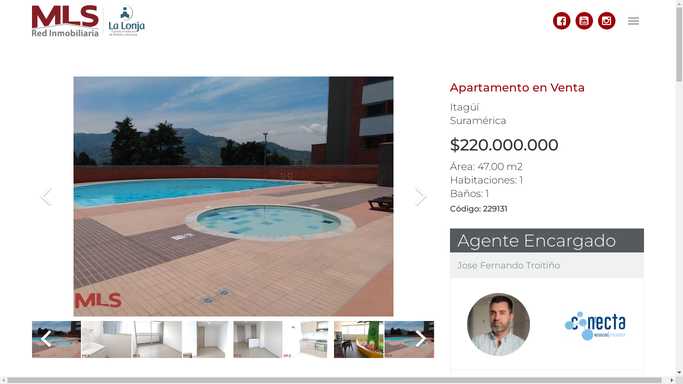 MLS
Red Inmobiliaria
La Lonja
Apartamento en Venta
Itagüí
Suramérica
$220.000.000
Área: 47.00 m2
Habitaciones: 1
Baños: 1
Código: 229131
MLS
Agente Encargado
Jose Fernando Troitiño
conecta